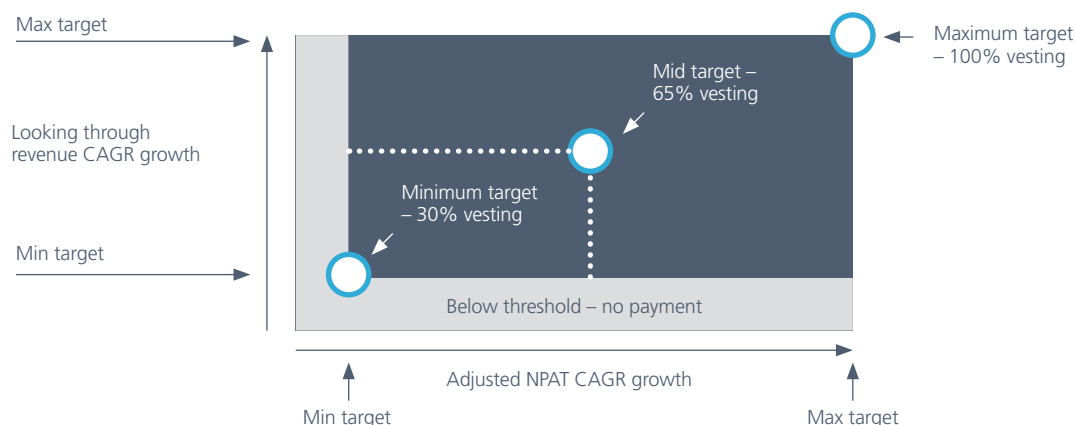 Max target
Maximum target
– 100% vesting
Mid target –
65% vesting
Looking through
revenue CAGR growth
Minimum target
– 30% vesting
Min target
Below threshold – no payment
Adjusted NPAT CAGR growth
Min target
Max target